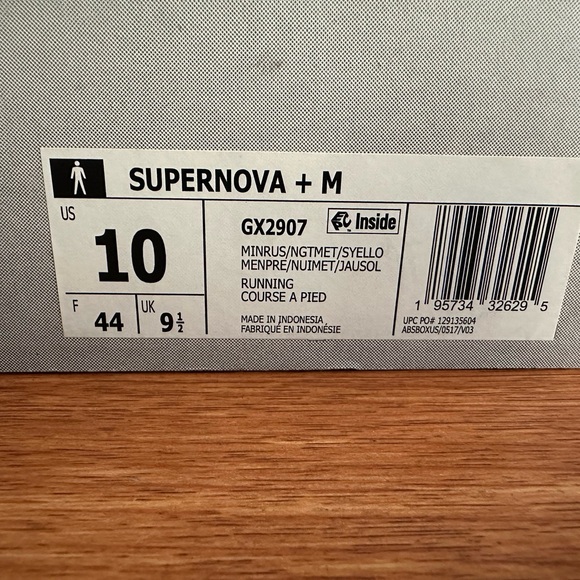 SUPERNOVA + M
US
10
F
44
UK
9 1/2
GX2907
Inside
MINRUS/NGTMET/SYELLO
MENPRE/NUIMET/JAUSOL
RUNNING
COURSE A PIED
MADE IN INDONESIA
FABRIQUÉ EN INDONÉSIE
1 95734 32629 5
UPC PO# 129135604
ABSBOXUS/0517/V03